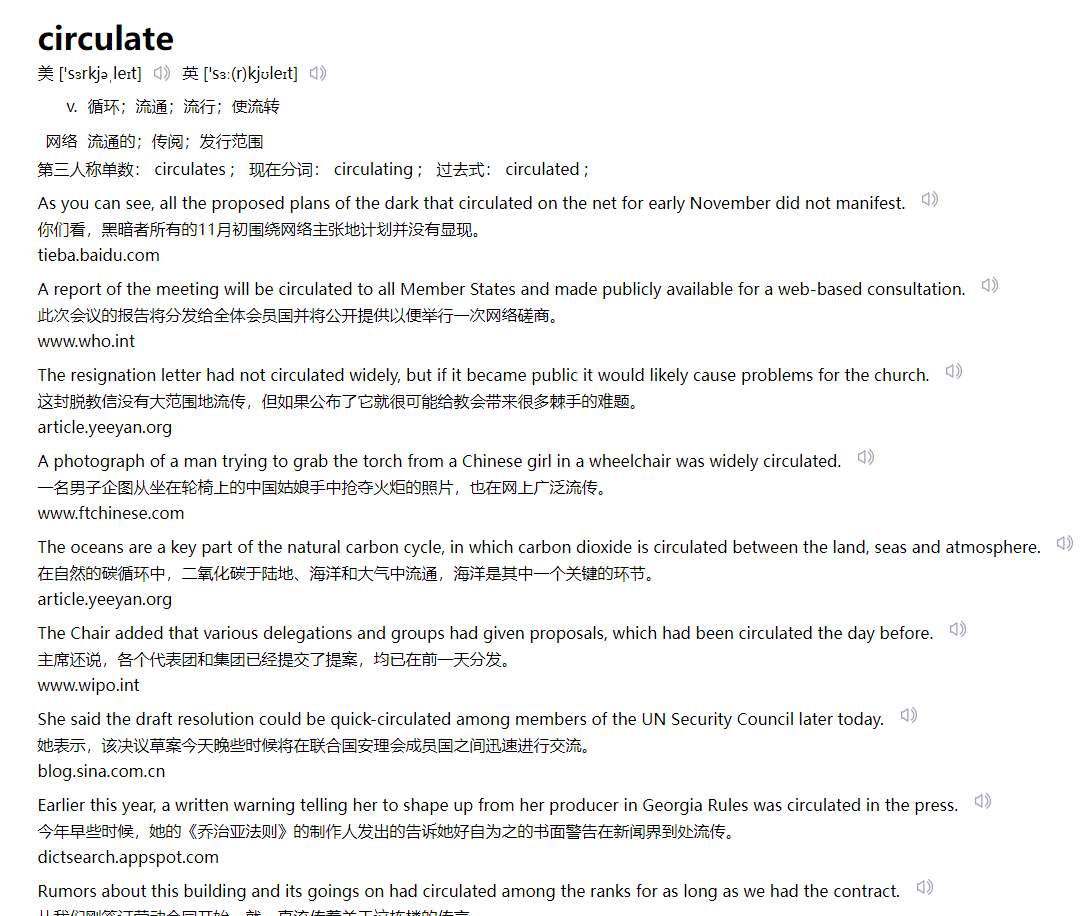 circulate
美 ['sɜrkjəˌleɪt] 英 ['sɜː(r)kjʊleɪt]
v. 循环；流通；流行；使流转
网络 流通的；传阅；发行范围
第三人称单数： circulates； 现在分词： circulating； 过去式： circulated；
As you can see, all the proposed plans of the dark that circulated on the net for early November did not manifest.
你们看，黑暗者所有的11月初围绕网络主张地计划并没有显现。
tieba.baidu.com
A report of the meeting will be circulated to all Member States and made publicly available for a web-based consultation.
此次会议的报告将分发给全体会员国并将公开提供以便举行一次网络磋商。
www.who.int
The resignation letter had not circulated widely, but if it became public it would likely cause problems for the church.
这封脱教信没有大范围地流传，但如果公布了它就很可能给教会带来很多棘手的难题。
article.yeeyan.org
A photograph of a man trying to grab the torch from a Chinese girl in a wheelchair was widely circulated.
一名男子企图从坐在轮椅上的中国姑娘手中抢夺火炬的照片，也在网上广泛流传。
www.ftchinese.com
The oceans are a key part of the natural carbon cycle, in which carbon dioxide is circulated between the land, seas and atmosphere.
在自然的碳循环中，二氧化碳于陆地、海洋和大气中流通，海洋是其中一个关键的环节。
article.yeeyan.org
The Chair added that various delegations and groups had given proposals, which had been circulated the day before.
主席还说，各个代表团和集团已经提交了提案，均已在前一天分发。
www.wipo.int
She said the draft resolution could be quick-circulated among members of the UN Security Council later today.
她表示，该决议草案今天晚些时候将在联合国安理会成员国之间迅速进行交流。
blog.sina.com.cn
Earlier this year, a written warning telling her to shape up from her producer in Georgia Rules was circulated in the press.
今年早些时候，她的《乔治亚法则》的制作人发出的告诉她好自为之的书面警告在新闻界到处流传。
dictsearch.appspot.com
Rumors about this building and its goings on had circulated among the ranks for as long as we had the contract.